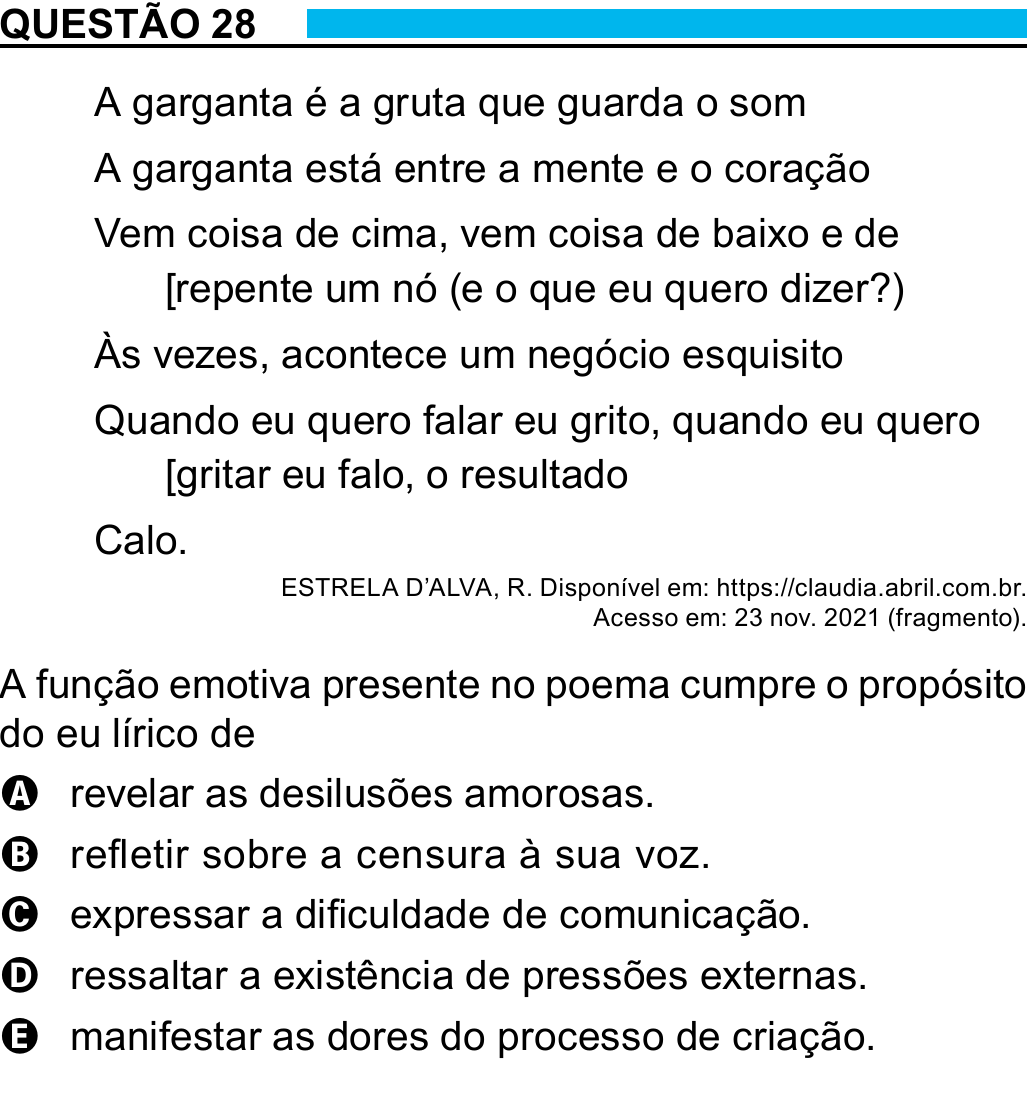 QUESTÃO 28
A garganta é a gruta que guarda o som
A garganta está entre a mente e o coração
Vem coisa de cima, vem coisa de baixo e de
[repente um nó (e o que eu quero dizer?)
Às vezes, acontece um negócio esquisito
Quando eu quero falar eu grito, quando eu quero
[gritar eu falo, o resultado
Calo.
ESTRELA D’ALVA, R. Disponível em: https://claudia.abril.com.br.
Acesso em: 23 nov. 2021 (fragmento).
A função emotiva presente no poema cumpre o propósito
do eu lírico de
A revelar as desilusões amorosas.
B refletir sobre a censura à sua voz.
C expressar a dificuldade de comunicação.
D ressaltar a existência de pressões externas.
E manifestar as dores do processo de criação.